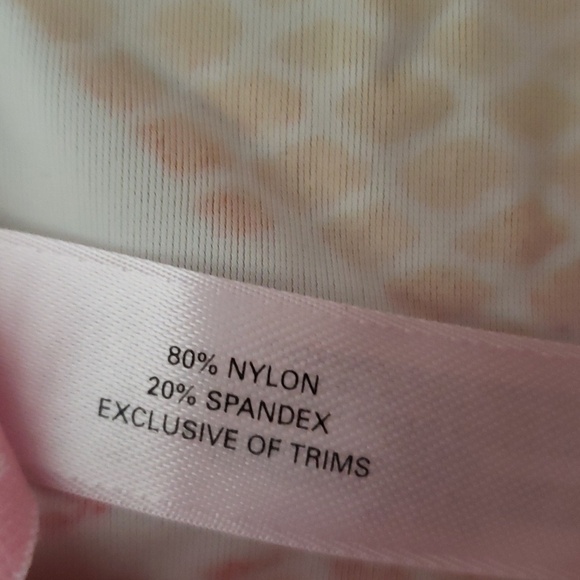 80% NYLON
20% SPANDEX
EXCLUSIVE OF TRIMS